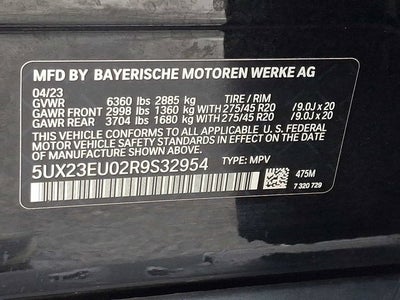 MFD BY BAYERISCHE MOTOREN WERKE AG
04/23
GVWR 6360 lbs 2885 kg TIRE / RIM
GAWR FRONT 2998 lbs 1360 kg WITH 275/45 R20 /9.0J x 20
GAWR REAR 3704 lbs 1680 kg WITH 275/45 R20 /9.0J x 20
THIS VEHICLE CONFORMS TO ALL APPLICABLE U.S. FEDERAL
MOTOR VEHICLE SAFETY STANDARDS IN EFFECT
ON THE DATE OF MANUFACTURE SHOWN ABOVE.
5UX23EU02R9S32954 TYPE: MPV
475M
7 320 729